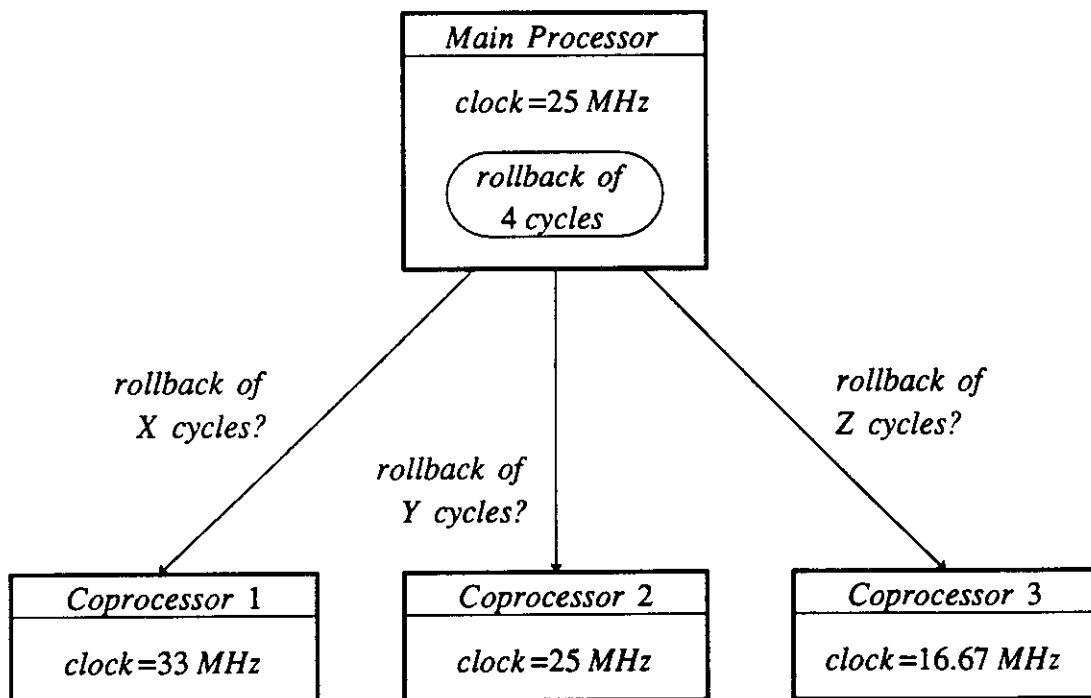 Main Processor
clock=25 MHz
rollback of
4 cycles
rollback of
X cycles?
rollback of
Y cycles?
rollback of
Z cycles?
Coprocessor 1
clock=33 MHz
Coprocessor 2
clock=25 MHz
Coprocessor 3
clock=16.67 MHz